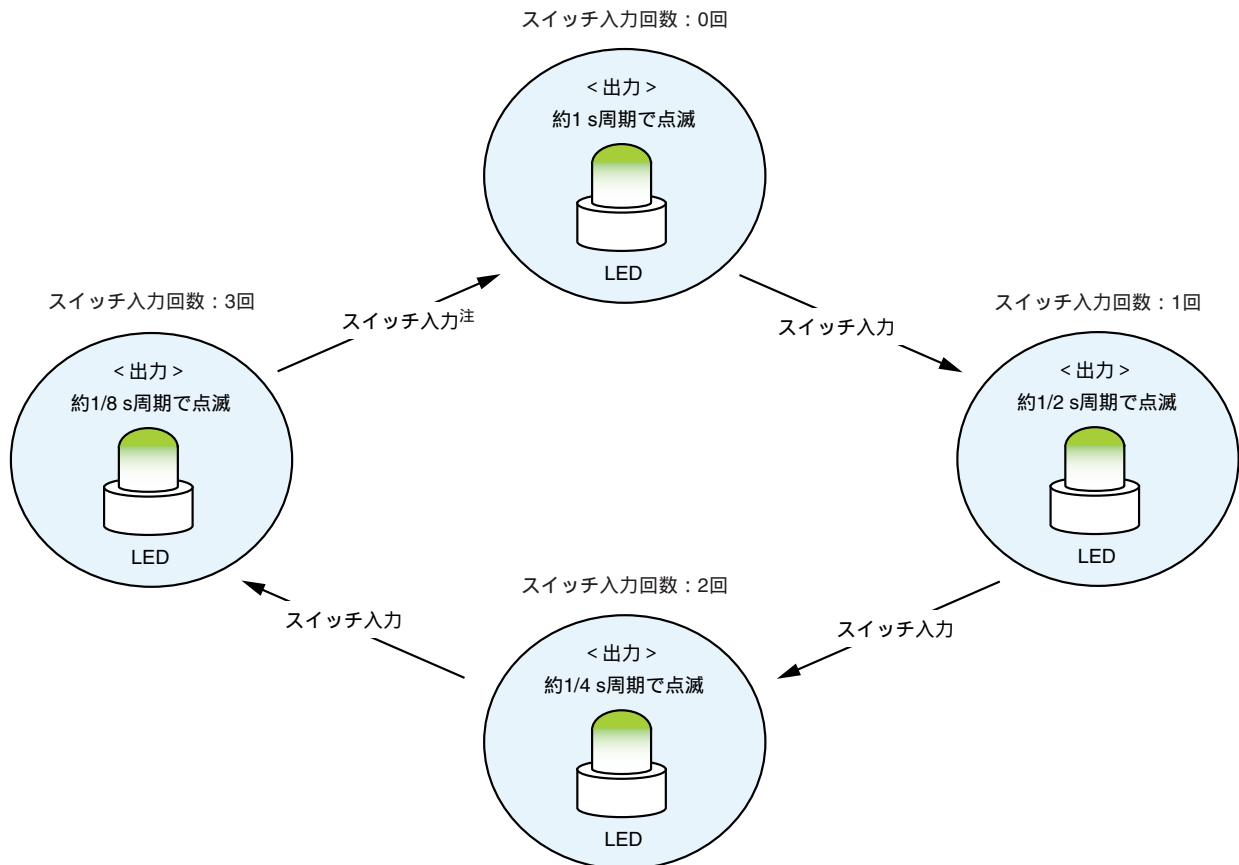 スイッチ入力回数：0回
< 出力 >
約1 s周期で点滅
LED
スイッチ入力
スイッチ入力回数：1回
< 出力 >
約1/2 s周期で点滅
LED
スイッチ入力
スイッチ入力回数：2回
< 出力 >
約1/4 s周期で点滅
LED
スイッチ入力
スイッチ入力回数：3回
< 出力 >
約1/8 s周期で点滅
LED
スイッチ入力注